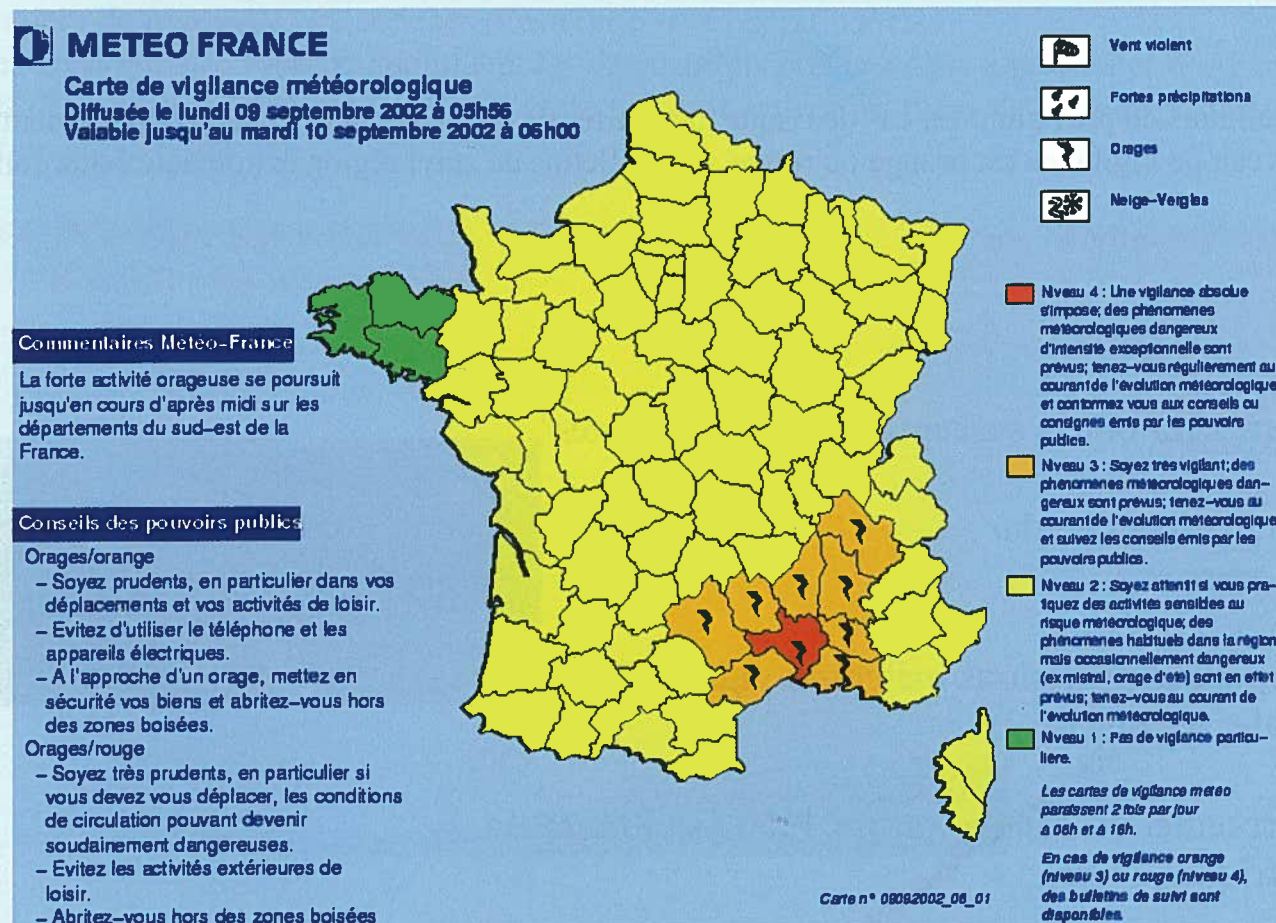 METEO FRANCE
Carte de vigilance météorologique
Diffusée le lundi 09 septembre 2002 à 05h56
Valable jusqu'au mardi 10 septembre 2002 à 06h00
Commentaires Météo-France
La forte activité orageuse se poursuit
jusqu'en cours d'après midi sur les
départements du sud-est de la
France.
Conseils des pouvoirs publics
Orages/orange
- Soyez prudents, en particulier dans vos
déplacements et vos activités de loisir.
- Evitez d'utiliser le téléphone et les
appareils électriques.
- A l'approche d'un orage, mettez en
sécurité vos biens et abritez-vous hors
des zones boisées.
Orages/rouge
- Soyez très prudents, en particulier si
vous devez vous déplacer, les conditions
de circulation pouvant devenir
soudainement dangereuses.
- Evitez les activités extérieures de
loisir.
- Abritez-vous hors des zones boisées
Vent violent
Fortes précipitations
Orages
Neige-Verglas
Niveau 4 : Une vigilance absolue
s'impose; des phénomènes
météorologiques dangereux
d'intensité exceptionnelle sont
prévus; tenez-vous régulièrement au
courant de l'évolution météorologique
et conformez vous aux conseils ou
consignes émis par les pouvoirs
publics.
Niveau 3 : Soyez très vigilant; des
phénomènes météorologiques dan-
gereux sont prévus; tenez-vous au
courant de l'évolution météorologique
et suivez les conseils émis par les
pouvoirs publics.
Niveau 2 : Soyez attentif si vous pra-
tiquez des activités sensibles au
risque météorologique; des
phénomènes habituels dans la région
mais occasionnellement dangereux
(ex mistral, orage d'été) sont en effet
prévus; tenez-vous au courant de
l'évolution météorologique.
Niveau 1 : Pas de vigilance particu-
lière.
Les cartes de vigilance météo
paraissent 2 fois par jour
à 06h et à 16h.
En cas de vigilance orange
(niveau 3) ou rouge (niveau 4),
des bulletins de suivi sont
disponibles.
Carte n° 09092002_06_01